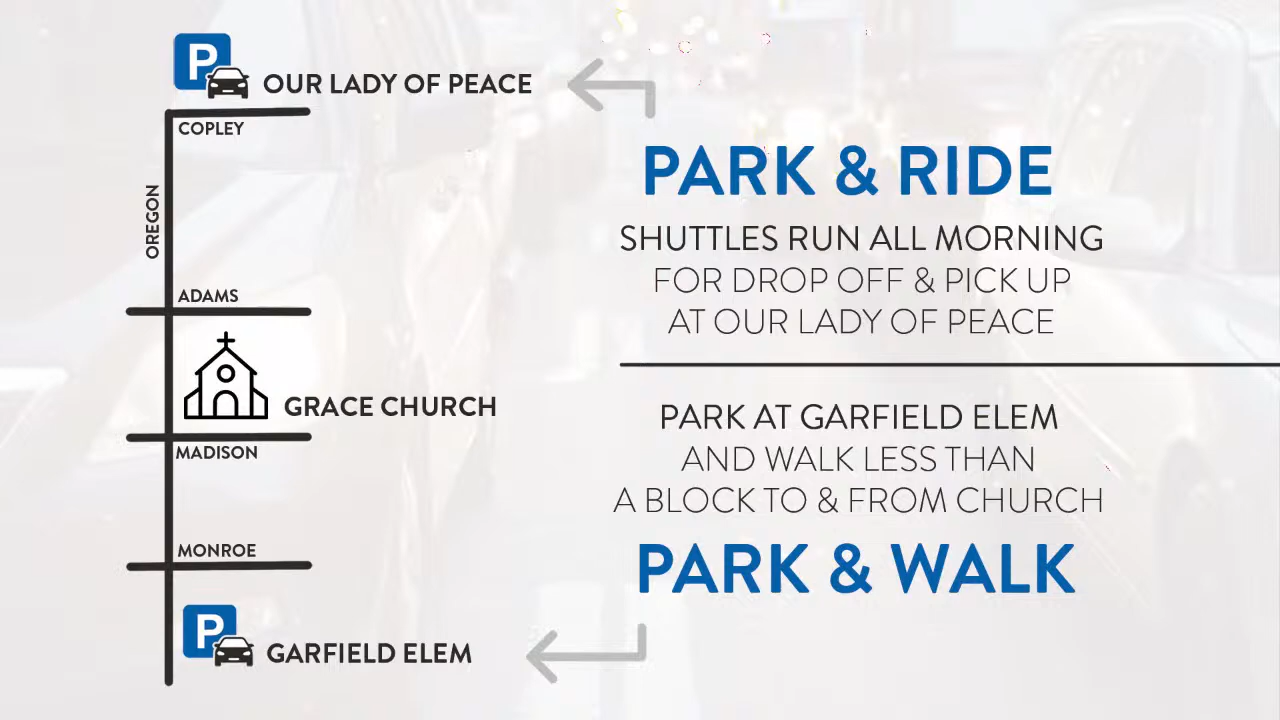 P
OUR LADY OF PEACE
COPLEY
OREGON
ADAMS
GRACE CHURCH
MADISON
MONROE
P
GARFIELD ELEM
PARK & RIDE
SHUTTLES RUN ALL MORNING
FOR DROP OFF & PICK UP
AT OUR LADY OF PEACE
PARK AT GARFIELD ELEM
AND WALK LESS THAN
A BLOCK TO & FROM CHURCH
PARK & WALK